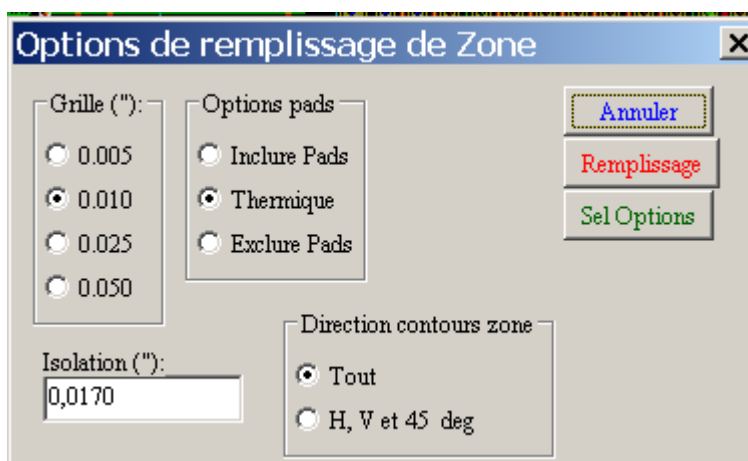 Options de remplissage de Zone
Grille ("):
0.005
0.010
0.025
0.050
Options pads
Inclure Pads
Thermique
Exclure Pads
Annuler
Remplissage
Sel Options
Isolation ("):
0,0170
Direction contours zone
Tout
H, V et 45 deg